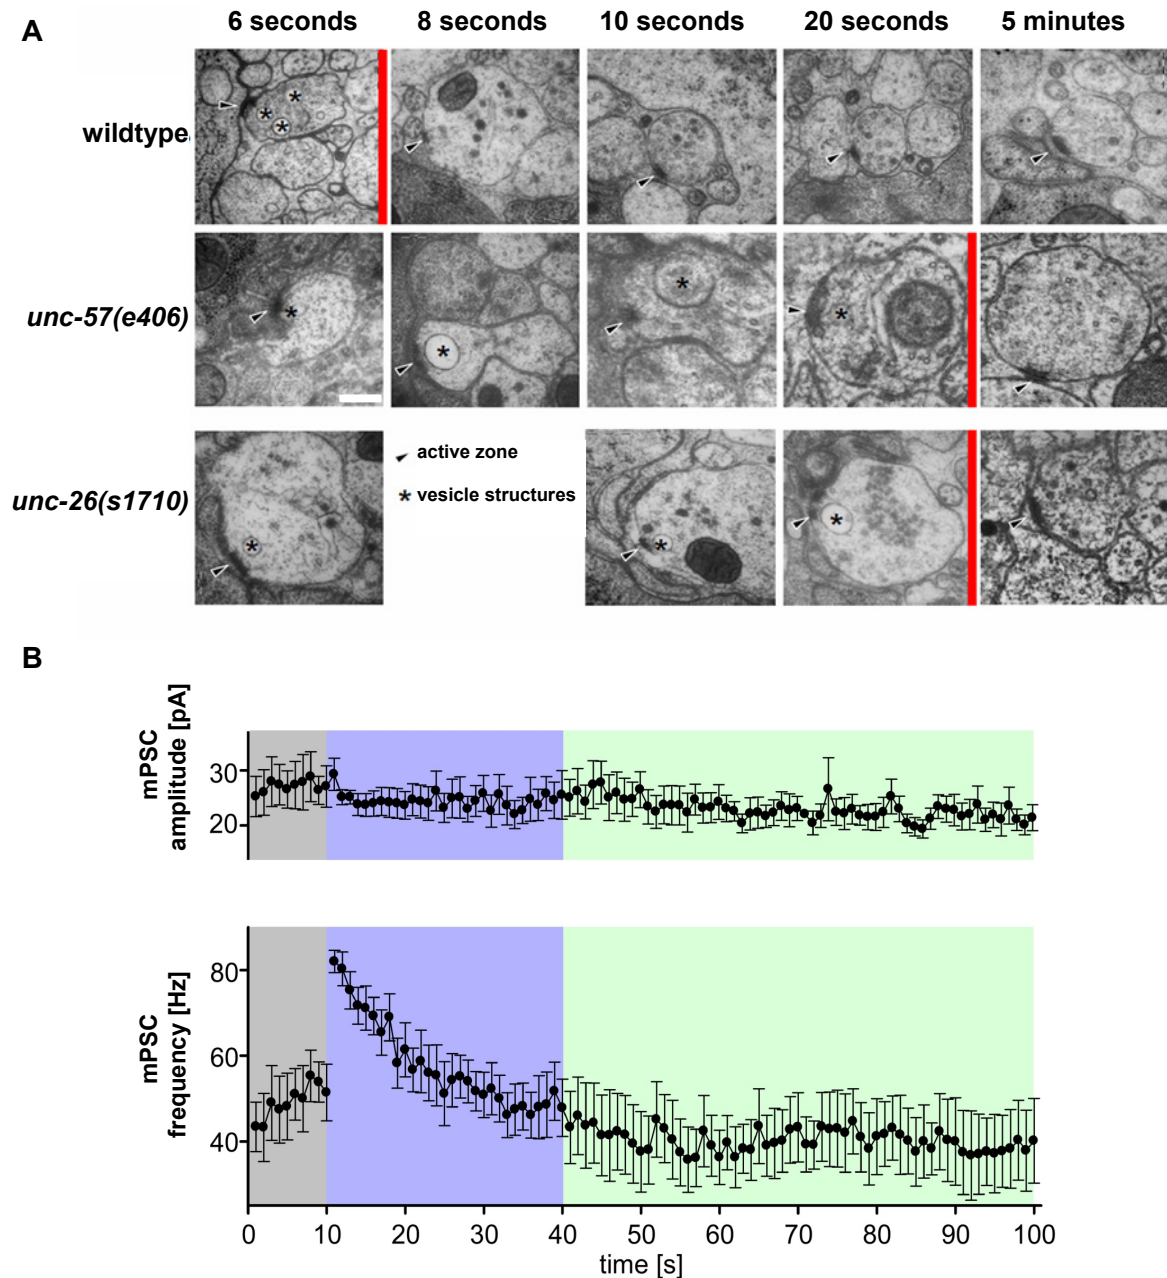 A
6 seconds 8 seconds 10 seconds 20 seconds 5 minutes
wildtype
unc-57(e406)
unc-26(s1710)
active zone
* vesicle structures
B
mPSC
amplitude [pA]
30
20
mPSC
frequency [Hz]
80
60
40
0 10 20 30 40 50 60 70 80 90 100
time [s]